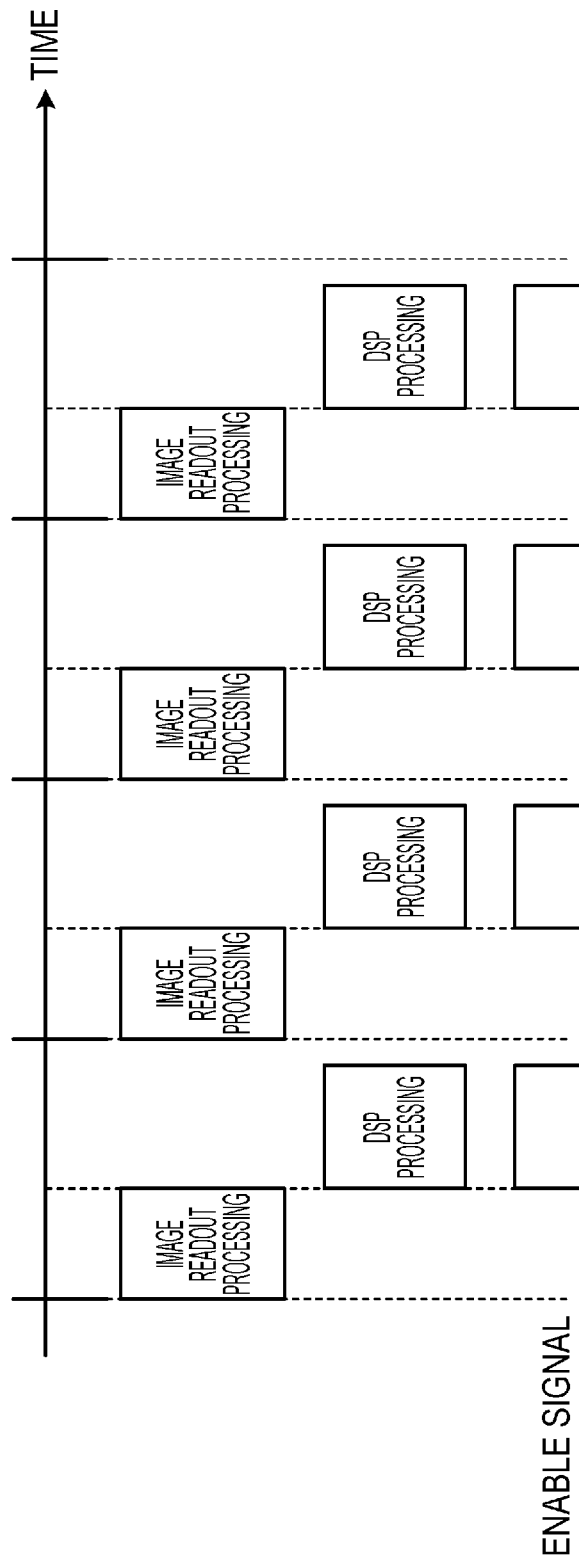 TIME
IMAGE
READOUT
PROCESSING
IMAGE
READOUT
PROCESSING
IMAGE
READOUT
PROCESSING
IMAGE
READOUT
PROCESSING
DSP
PROCESSING
DSP
PROCESSING
DSP
PROCESSING
DSP
PROCESSING
ENABLE SIGNAL